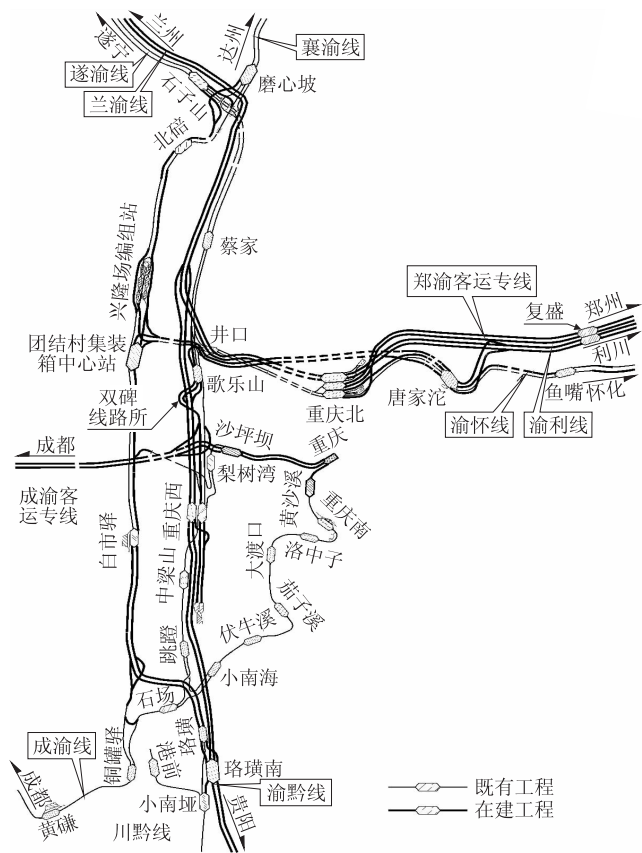 兰州
遂宁
达州
襄渝线
遂渝线
兰渝线
石子山
磨心坡
北碚
兴隆场编组站
蔡家
郑渝客运专线
复盛
郑州
利川
团结村集装
箱中心站
井口
歌乐山
双碑
线路所
重庆北
唐家沱
鱼嘴
怀化
渝怀线
渝利线
成都
成渝客
运专线
沙坪坝
重庆
梨树湾
黄沙溪
重庆南
重庆西
白市驿
大渡口
洛中子
中梁山
茄子溪
伏牛溪
跳蹬
小南海
石场
珞璜
铜罐驿
成渝线
成都
黄磏
珞璜南
渝黔线
小南垭
贵阳
川黔线
既有工程
在建工程